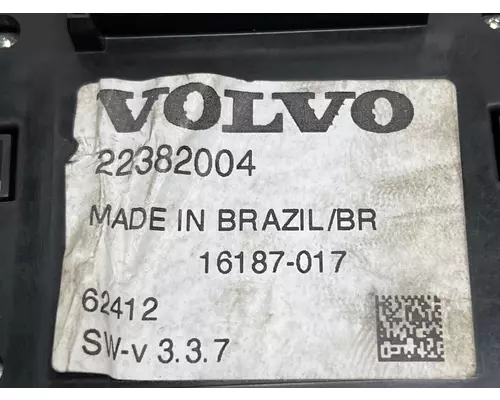 VOLVO
22382004
MADE IN BRAZIL/BR
16187-017
62412
SW-v 3.3.7